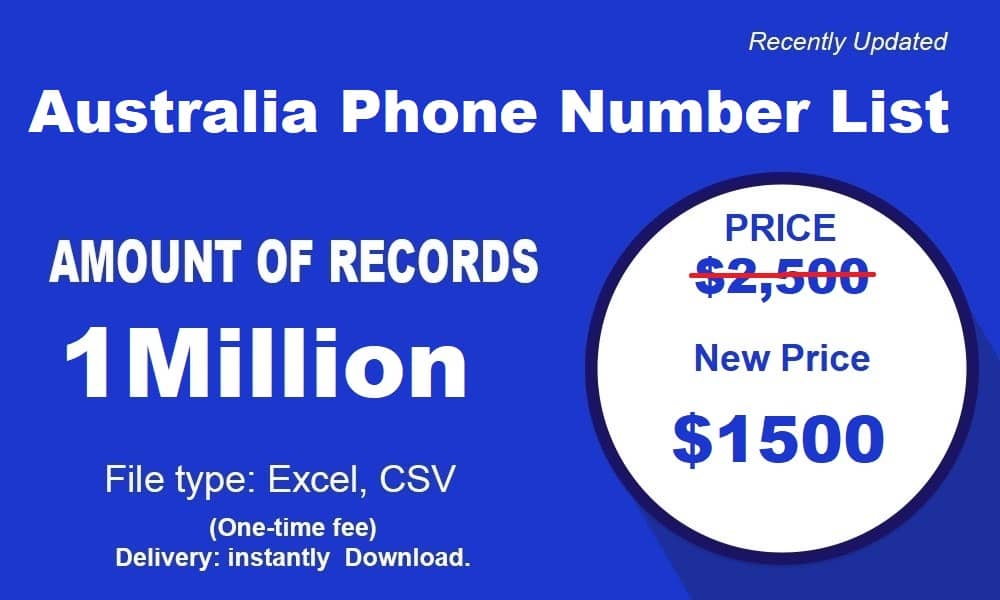 Recently Updated
Australia Phone Number List
AMOUNT OF RECORDS
1Million
File type: Excel, CSV
(One-time fee)
Delivery: instantly Download.
PRICE
$2,500
New Price
$1500